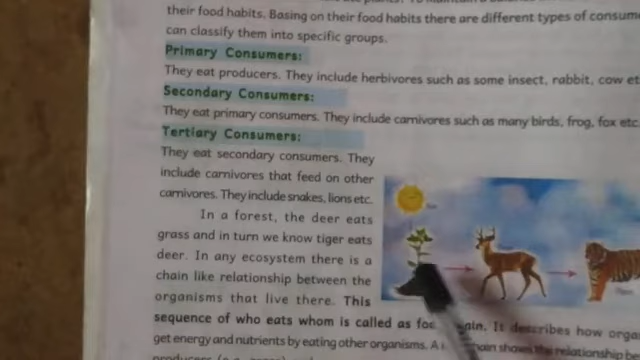 their food habits. Basing on their food habits there are different types of consum
can classify them into specific groups.
Primary Consumers:
They eat producers. They include herbivores such as some insect, rabbit, cow et
Secondary Consumers:
They eat primary consumers. They include carnivores such as many birds, frog, fox etc.
Tertiary Consumers:
They eat secondary consumers. They
include carnivores that feed on other
carnivores. They include snakes, lions etc.
In a forest, the deer eats
grass and in turn we know tiger eats
deer. In any ecosystem there is a
chain like relationship between the
organisms that live there. This
sequence of who eats whom is called as foo ain. It describes how orga
get energy and nutrients by eating other organisms. A hain shows the relationship be